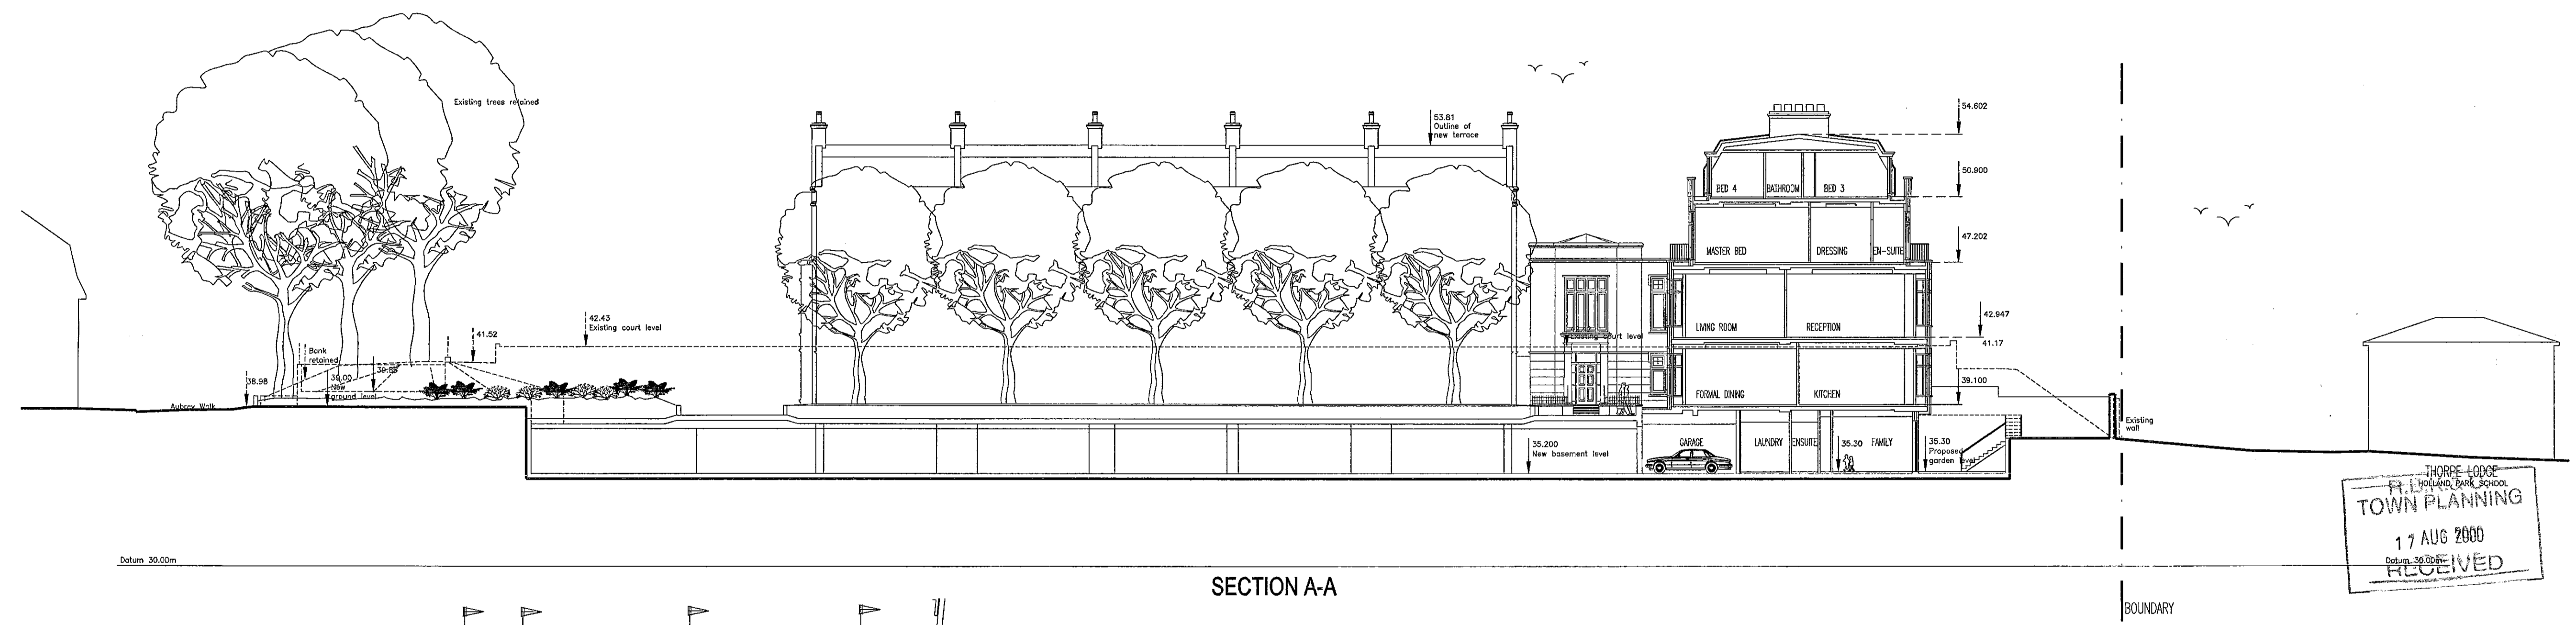 Existing trees retained
53.81
Outline of
new terrace
54.602
50.900
BED 4 BATHROOM BED 3
47.202
MASTER BED DRESSING EN-SUITE
42.43
Existing court level
41.52
Existing court level
LIVING ROOM RECEPTION
42.947
41.17
Bank
retained
38.98
39.00
New
ground level
FORMAL DINING KITCHEN
39.100
Aubrey Walk
Existing
wall
35.200
New basement level
GARAGE LAUNDRY ENSUITE 35.30 FAMILY
35.30
Proposed
garden level
THORPE LODGE
HOLLAND PARK SCHOOL
TOWN PLANNING
17 AUG 2000
RECEIVED
Datum 30.00m
Datum 30.00m
SECTION A-A
BOUNDARY